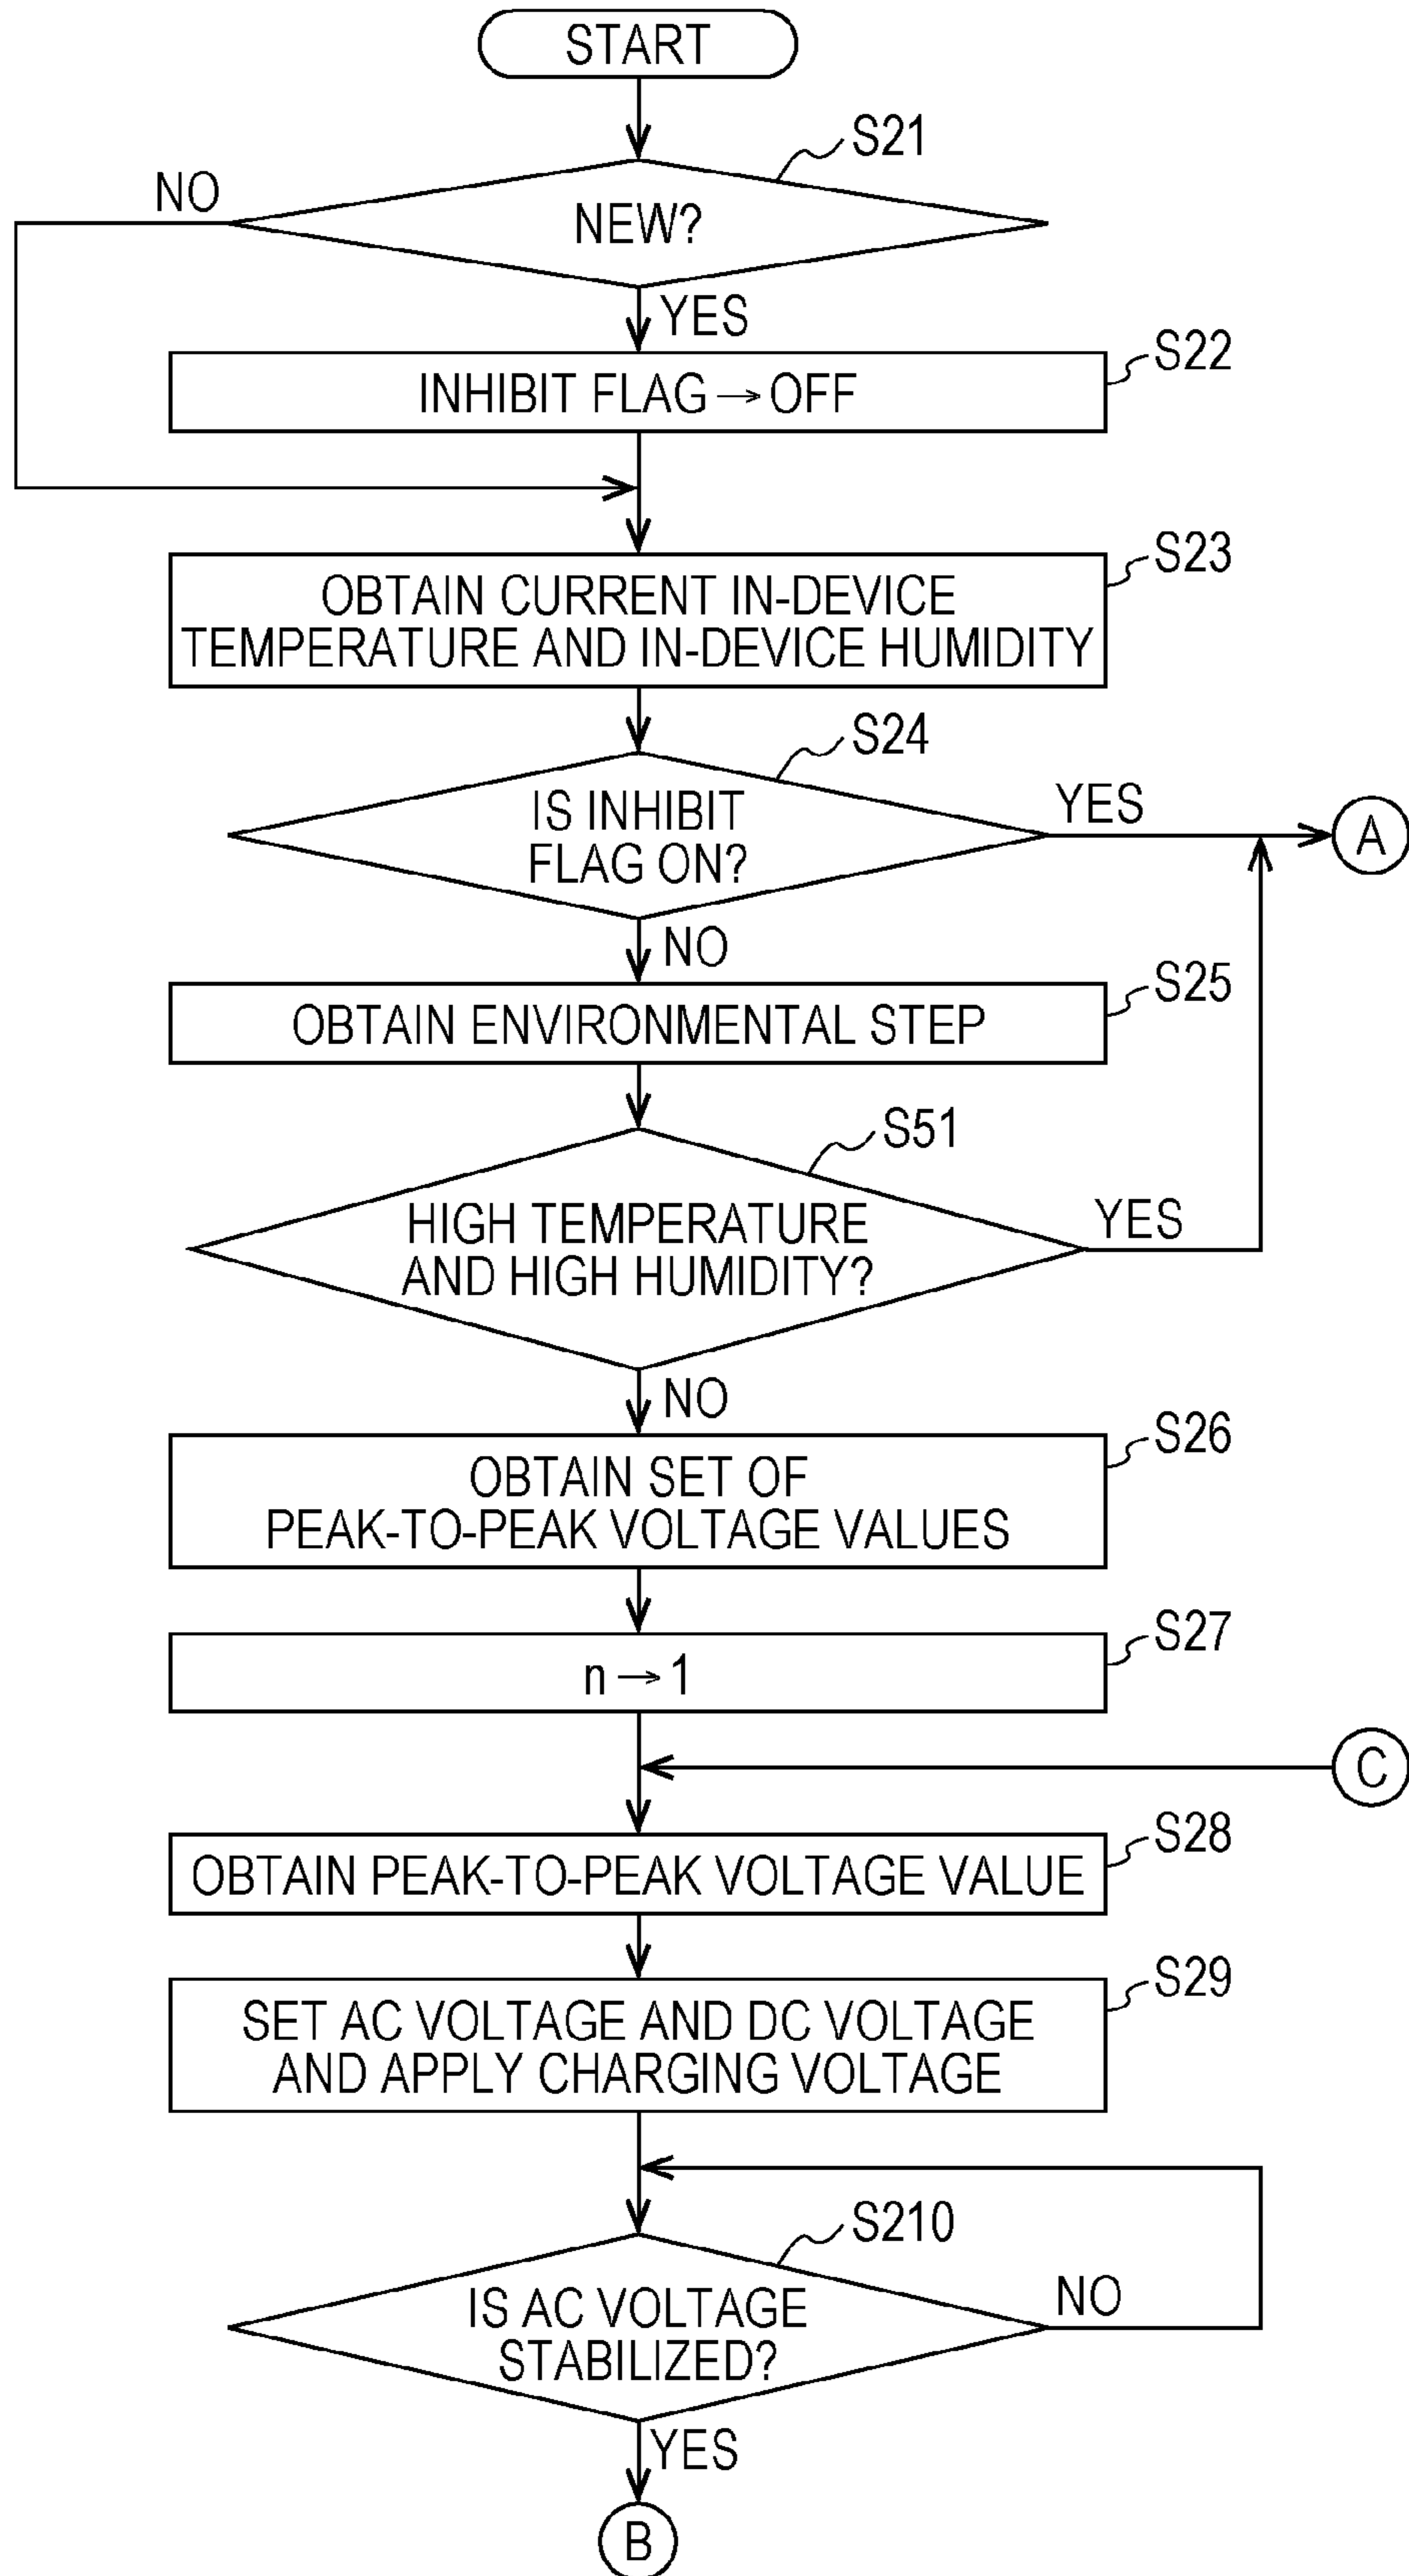 START
S21
NO
NEW?
YES
S22
INHIBIT FLAG → OFF
S23
OBTAIN CURRENT IN-DEVICE
TEMPERATURE AND IN-DEVICE HUMIDITY
S24
IS INHIBIT
FLAG ON?
YES
A
NO
S25
OBTAIN ENVIRONMENTAL STEP
S51
HIGH TEMPERATURE
AND HIGH HUMIDITY?
YES
NO
S26
OBTAIN SET OF
PEAK-TO-PEAK VOLTAGE VALUES
S27
n → 1
C
S28
OBTAIN PEAK-TO-PEAK VOLTAGE VALUE
S29
SET AC VOLTAGE AND DC VOLTAGE
AND APPLY CHARGING VOLTAGE
S210
IS AC VOLTAGE
STABILIZED?
NO
YES
B